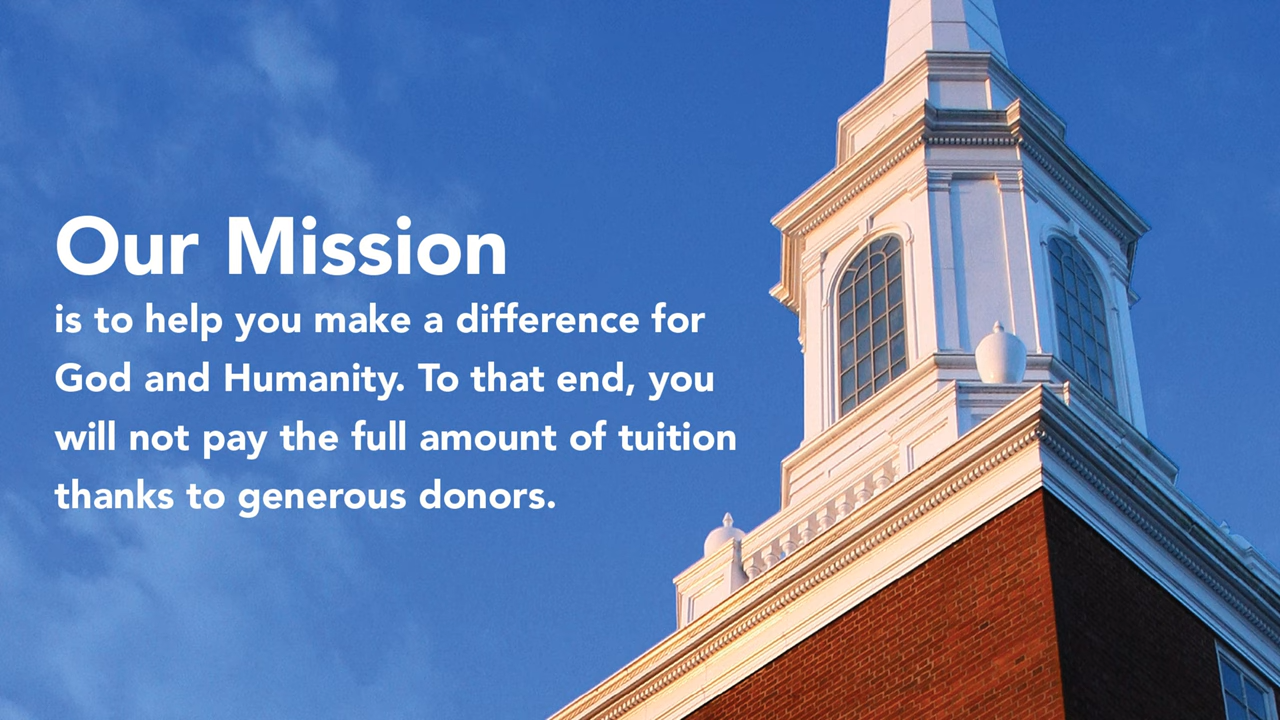 Our Mission
is to help you make a difference for
God and Humanity. To that end, you
will not pay the full amount of tuition
thanks to generous donors.